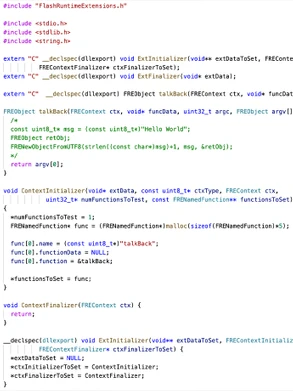 #include "FlashRuntimeExtensions.h"
#include <stdio.h>
#include <stdlib.h>
#include <string.h>
extern "C" __declspec(dllexport) void ExtInitializer(void** extDataToSet, FREConte
FREContextFinalizer* ctxFinalizerToSet);
extern "C" __declspec(dllexport) void ExtFinalizer(void* extData);
extern "C" __declspec(dllexport) FREObject talkBack(FREContext ctx, void* funcDat
FREObject talkBack(FREContext ctx, void* funcData, uint32_t argc, FREObject argv[]
/*
const uint8_t* msg = (const uint8_t*)"Hello World";
FREObject retObj;
FRENewObjectFromUTF8(strlen((const char*)msg)+1, msg, &retObj);
*/
return argv[0];
}
void ContextInitializer(void* extData, const uint8_t* ctxType, FREContext ctx,
uint32_t* numFunctionsToTest, const FRENamedFunction** functionsToSet)
{
*numFunctionsToTest = 1;
FRENamedFunction* func = (FRENamedFunction*)malloc(sizeof(FRENamedFunction)*5);
func[0].name = (const uint8_t*)"talkBack";
func[0].functionData = NULL;
func[0].function = &talkBack;
*functionsToSet = func;
}
void ContextFinalizer(FREContext ctx) {
return;
}
__declspec(dllexport) void ExtInitializer(void** extDataToSet, FREContextInitializ
FREContextFinalizer* ctxFinalizerToSet) {
*extDataToSet = NULL;
*ctxInitializerToSet = ContextInitializer;
*ctxFinalizerToSet = ContextFinalizer;
}